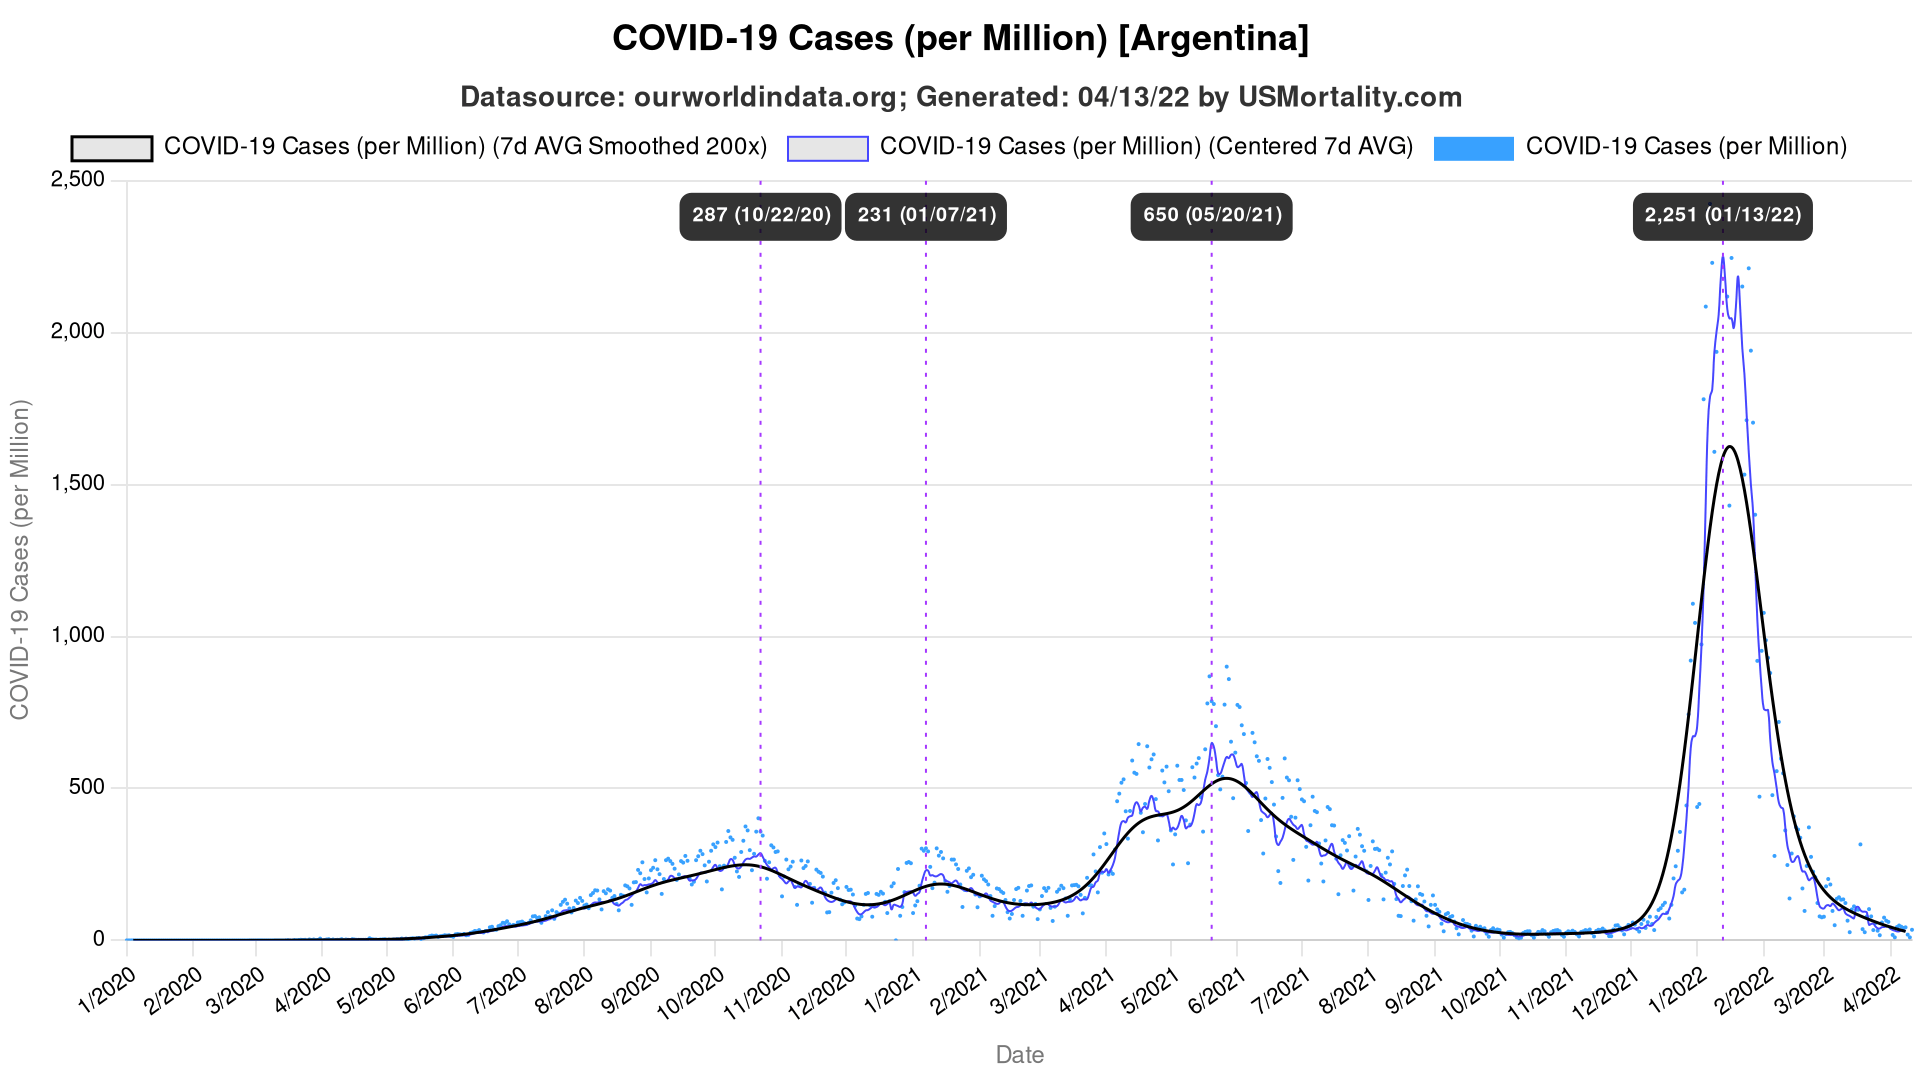 COVID-19 Cases (per Million) [Argentina]
Datasource: ourworldindata.org; Generated: 04/13/22 by USMortality.com
COVID-19 Cases (per Million) (7d AVG Smoothed 200x) COVID-19 Cases (per Million) (Centered 7d AVG) COVID-19 Cases (per Million)
287 (10/22/20) 231 (01/07/21) 650 (05/20/21) 2,251 (01/13/22)
COVID-19 Cases (per Million)
2,500
2,000
1,500
1,000
500
0
1/2020 2/2020 3/2020 4/2020 5/2020 6/2020 7/2020 8/2020 9/2020 10/2020 11/2020 12/2020 1/2021 2/2021 3/2021 4/2021 5/2021 6/2021 7/2021 8/2021 9/2021 10/2021 11/2021 12/2021 1/2022 2/2022 3/2022 4/2022
Date